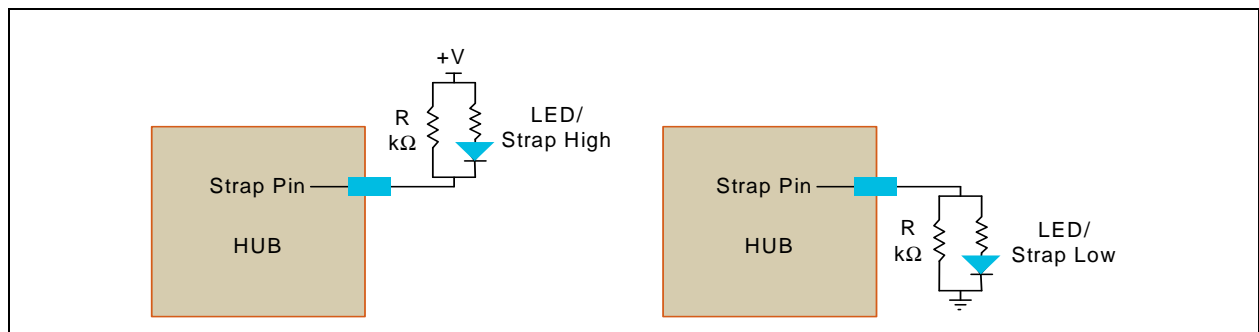 +V
R
kΩ
LED/
Strap High
Strap Pin
HUB
Strap Pin
HUB
R
kΩ
LED/
Strap Low